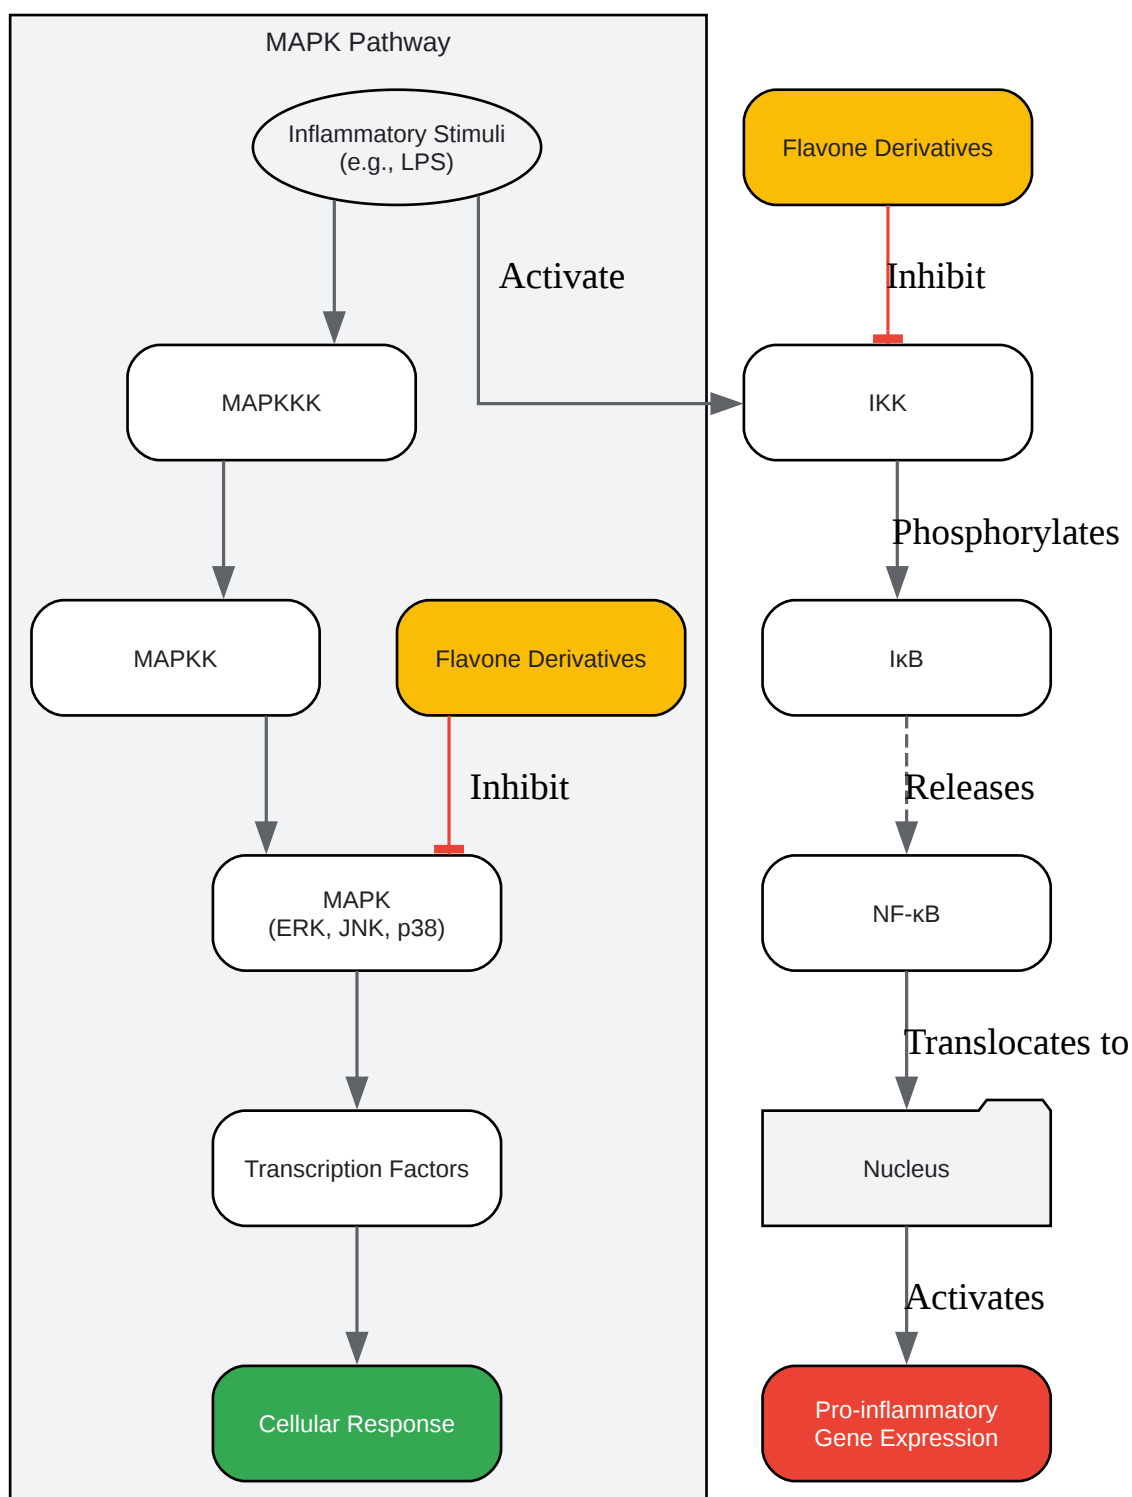 MAPK Pathway
Inflammatory Stimuli
(e.g., LPS)
Flavone Derivatives
Activate
Inhibit
MAPKKK
IKK
Phosphorylates
MAPKK
Flavone Derivatives
IκB
Inhibit
Releases
MAPK
(ERK, JNK, p38)
NF-κB
Translocates to
Transcription Factors
Nucleus
Activates
Cellular Response
Pro-inflammatory
Gene Expression